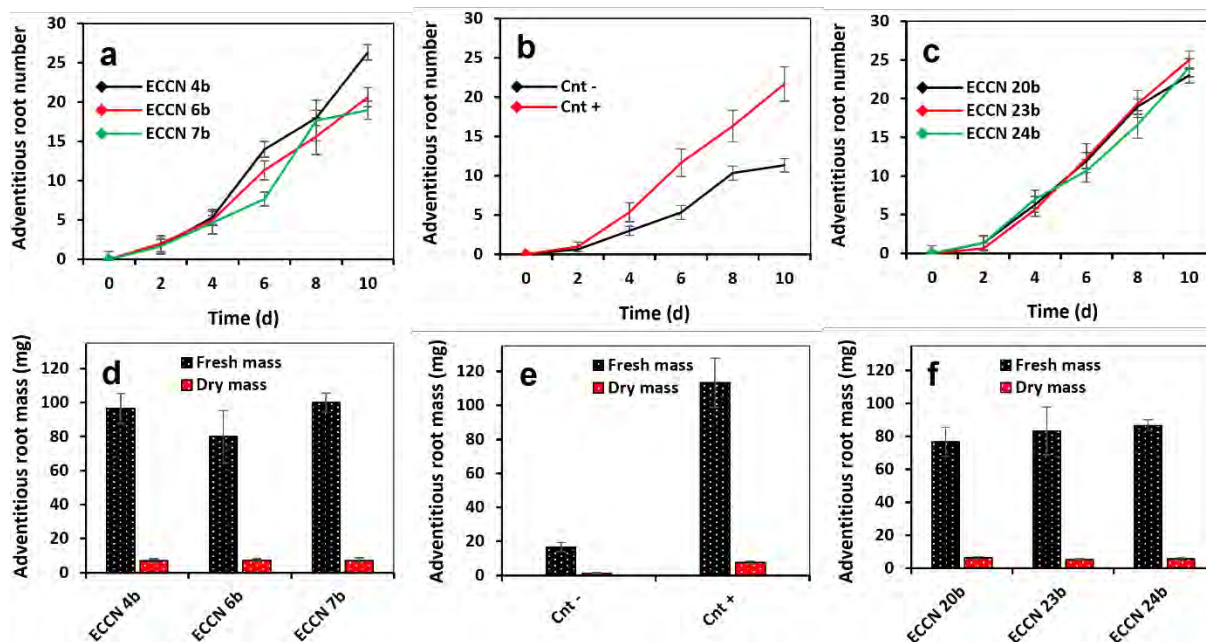 a
ECCN 4b
ECCN 6b
ECCN 7b
Adventitious root number
30
25
20
15
10
5
0
0 2 4 6 8 10
Time (d)
b
Cnt -
Cnt +
Adventitious root number
30
25
20
15
10
5
0
0 2 4 6 8 10
Time (d)
c
ECCN 20b
ECCN 23b
ECCN 24b
Adventitious root number
30
25
20
15
10
5
0
0 2 4 6 8 10
Time (d)
d
Fresh mass
Dry mass
Adventitious root mass (mg)
120
100
80
60
40
20
0
ECCN 4b
ECCN 6b
ECCN 7b
e
Fresh mass
Dry mass
Adventitious root mass (mg)
120
100
80
60
40
20
0
Cnt -
Cnt +
f
Fresh mass
Dry mass
Adventitious root mass (mg)
120
100
80
60
40
20
0
ECCN 20b
ECCN 23b
ECCN 24b